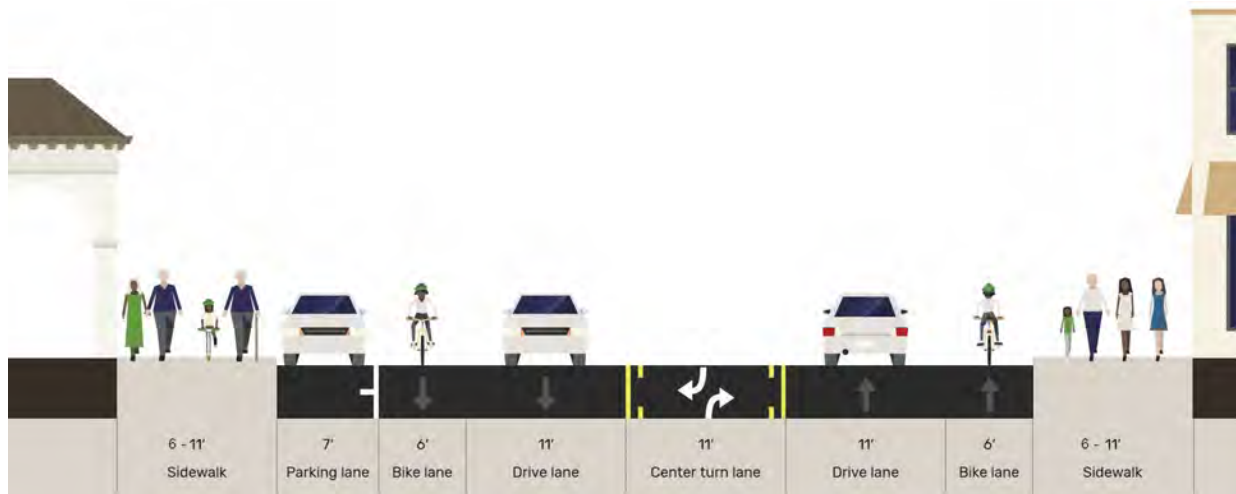 6 - 11'
Sidewalk
7'
Parking lane
6'
Bike lane
11'
Drive lane
11'
Center turn lane
11'
Drive lane
6'
Bike lane
6 - 11'
Sidewalk